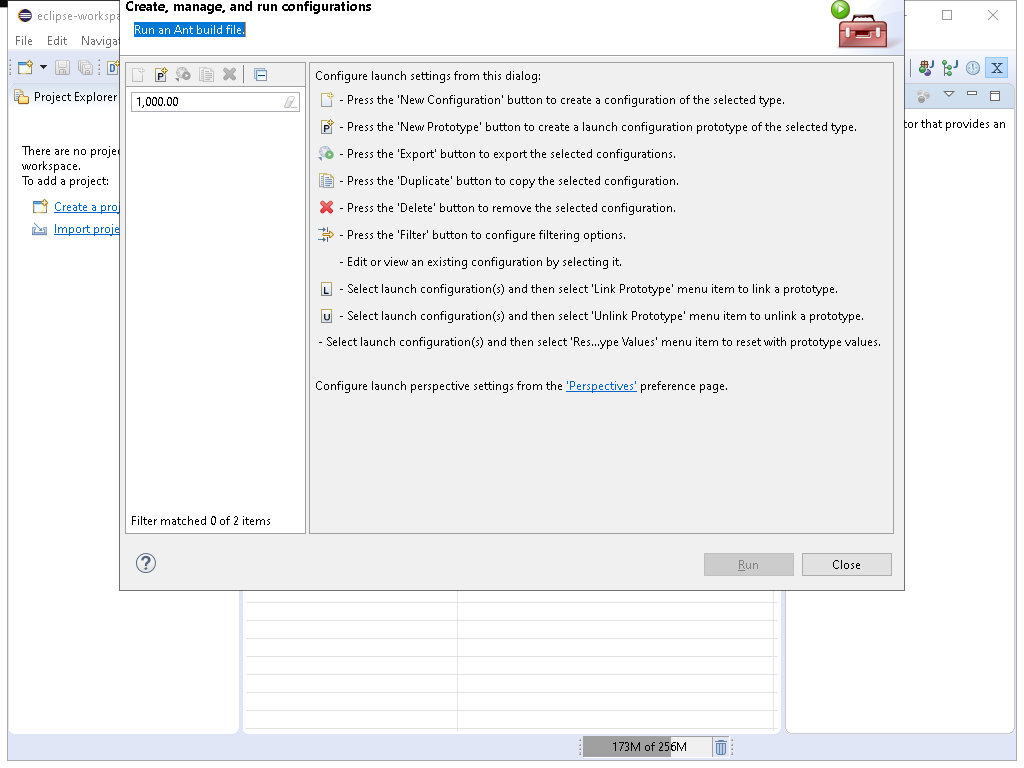 Create, manage, and run configurations
Run an Ant build file.
eclipse-workspa
File Edit Naviga
Project Explorer
There are no proje
workspace.
To add a project:
Create a proj
Import proje
1,000.00
Filter matched 0 of 2 items
Configure launch settings from this dialog:
- Press the 'New Configuration' button to create a configuration of the selected type.
- Press the 'New Prototype' button to create a launch configuration prototype of the selected type.
- Press the 'Export' button to export the selected configurations.
- Press the 'Duplicate' button to copy the selected configuration.
- Press the 'Delete' button to remove the selected configuration.
- Press the 'Filter' button to configure filtering options.
- Edit or view an existing configuration by selecting it.
- Select launch configuration(s) and then select 'Link Prototype' menu item to link a prototype.
- Select launch configuration(s) and then select 'Unlink Prototype' menu item to unlink a prototype.
- Select launch configuration(s) and then select 'Res...ype Values' menu item to reset with prototype values.
Configure launch perspective settings from the 'Perspectives' preference page.
tor that provides an
Run
Close
173M of 256M